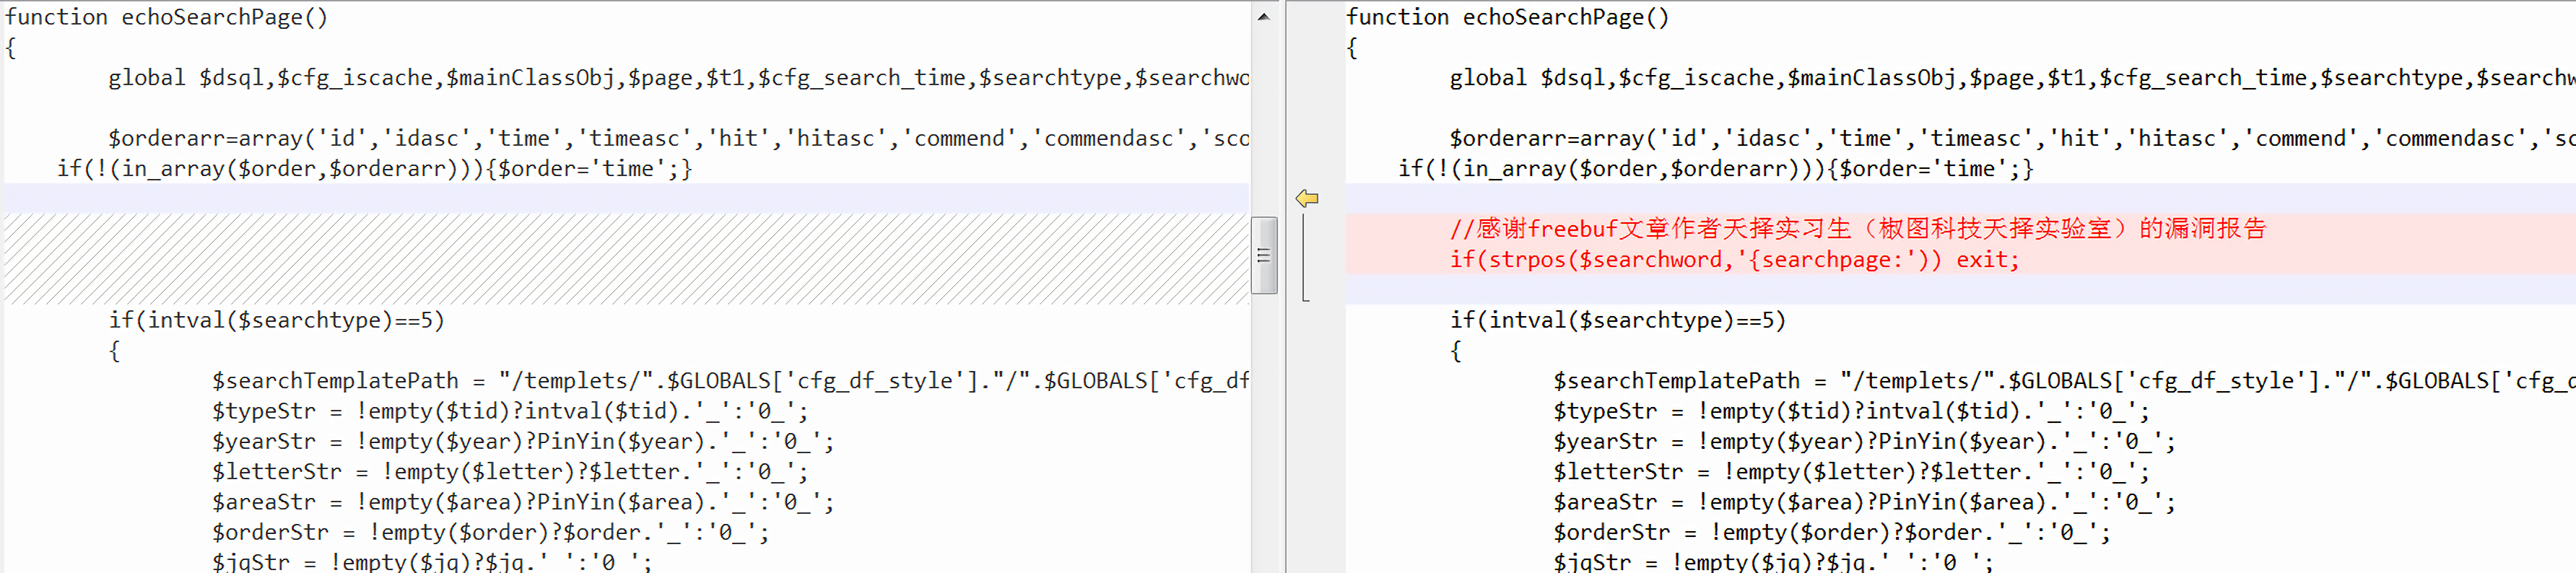 function echoSearchPage()
{
global $dsql,$cfg_iscache,$mainClassObj,$page,$t1,$cfg_search_time,$searchtype,$searchwo
$orderarr=array('id','idasc','time','timeasc','hit','hitasc','commend','commendasc','sco
if(!(in_array($order,$orderarr))){$order='time';}
if(intval($searchtype)==5)
{
$searchTemplatePath = "/templets/".$GLOBALS['cfg_df_style']."/".$GLOBALS['cfg_df
$typeStr = !empty($tid)?intval($tid).'_':'0_';
$yearStr = !empty($year)?PinYin($year).'_':'0_';
$letterStr = !empty($letter)?$letter.'_':'0_';
$areaStr = !empty($area)?PinYin($area).'_':'0_';
$orderStr = !empty($order)?$order.'_':'0_';
$jqStr = !empty($jq)?$jq.'_':'0_';
function echoSearchPage()
{
global $dsql,$cfg_iscache,$mainClassObj,$page,$t1,$cfg_search_time,$searchtype,$searchw
$orderarr=array('id','idasc','time','timeasc','hit','hitasc','commend','commendasc','sc
if(!(in_array($order,$orderarr))){$order='time';}
//感谢freebuf文章作者天择实习生（椒图科技天择实验室）的漏洞报告
if(strpos($searchword,'{searchpage:')) exit;
if(intval($searchtype)==5)
{
$searchTemplatePath = "/templets/".$GLOBALS['cfg_df_style']."/".$GLOBALS['cfg_d
$typeStr = !empty($tid)?intval($tid).'_':'0_';
$yearStr = !empty($year)?PinYin($year).'_':'0_';
$letterStr = !empty($letter)?$letter.'_':'0_';
$areaStr = !empty($area)?PinYin($area).'_':'0_';
$orderStr = !empty($order)?$order.'_':'0_';
$jqStr = !empty($jq)?$jq.'_':'0_';